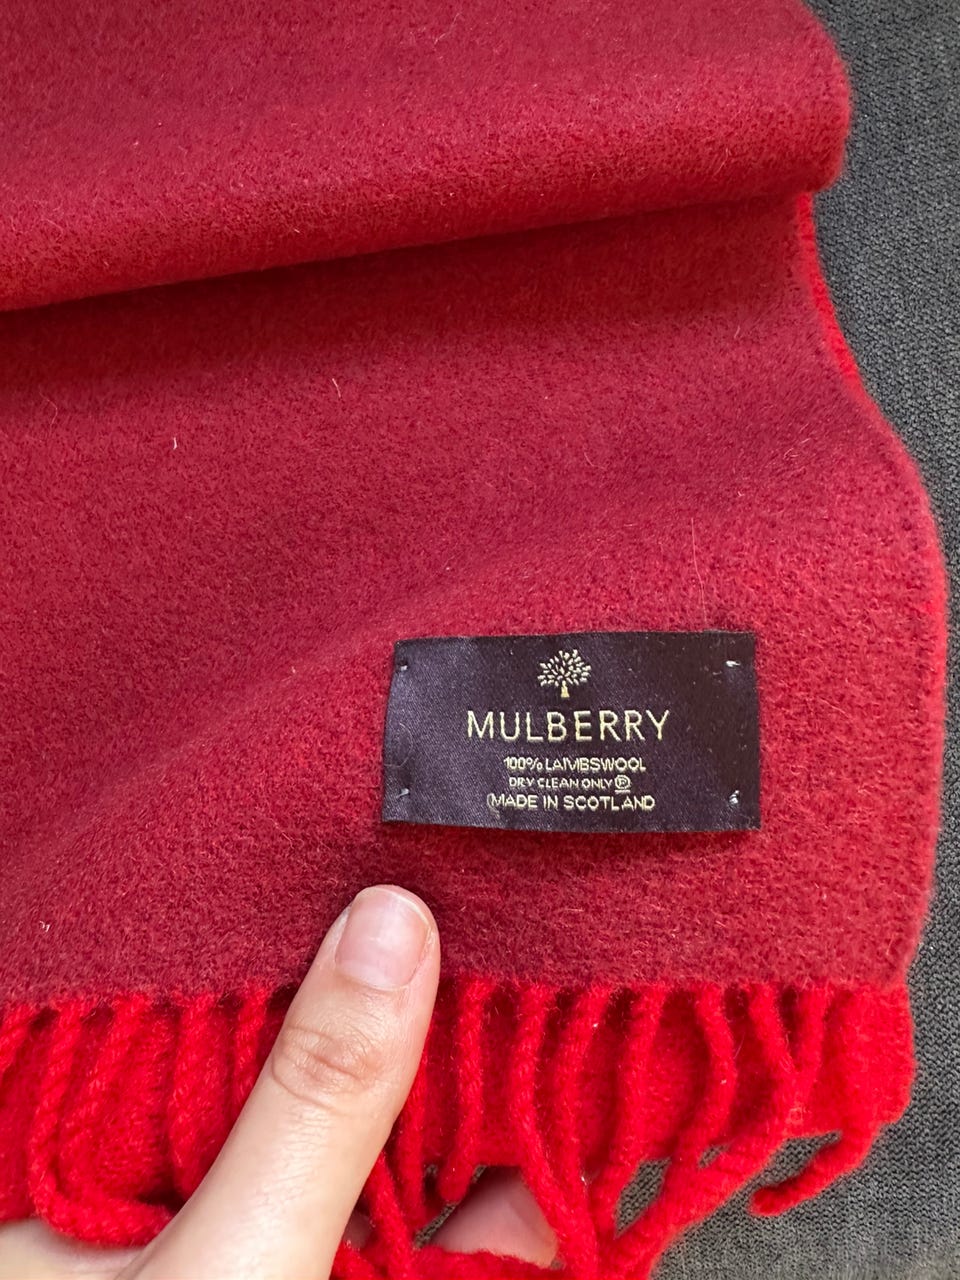 MULBERRY
100% LAMBSWOOL
DRY CLEAN ONLY Ⓟ
MADE IN SCOTLAND